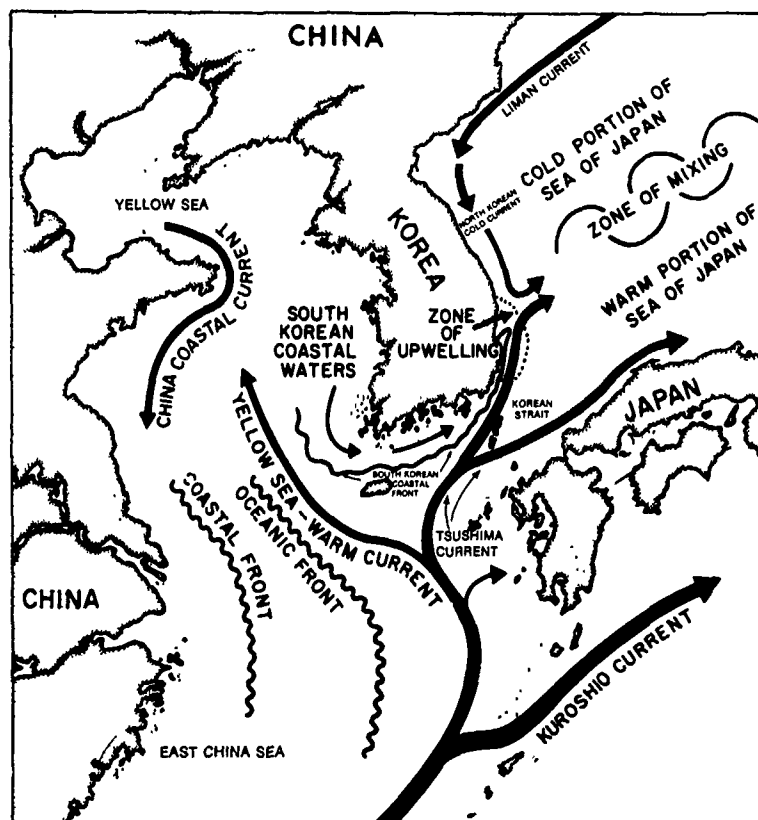 CHINA
LIMAN CURRENT
COLD PORTION OF
SEA OF JAPAN
ZONE OF MIXING
NORTH KOREAN
COLD CURRENT
YELLOW SEA
KOREA
CHINA COASTAL CURRENT
WARM PORTION OF
SEA OF JAPAN
SOUTH
KOREAN
COASTAL
WATERS
ZONE
OF
UPWELLING
KOREAN
STRAIT
JAPAN
YELLOW SEA-WARM CURRENT
SOUTH KOREAN
COASTAL
FRONT
COASTAL FRONT
OCEANIC FRONT
TSUSHIMA
CURRENT
CHINA
KUROSHIO CURRENT
EAST CHINA SEA